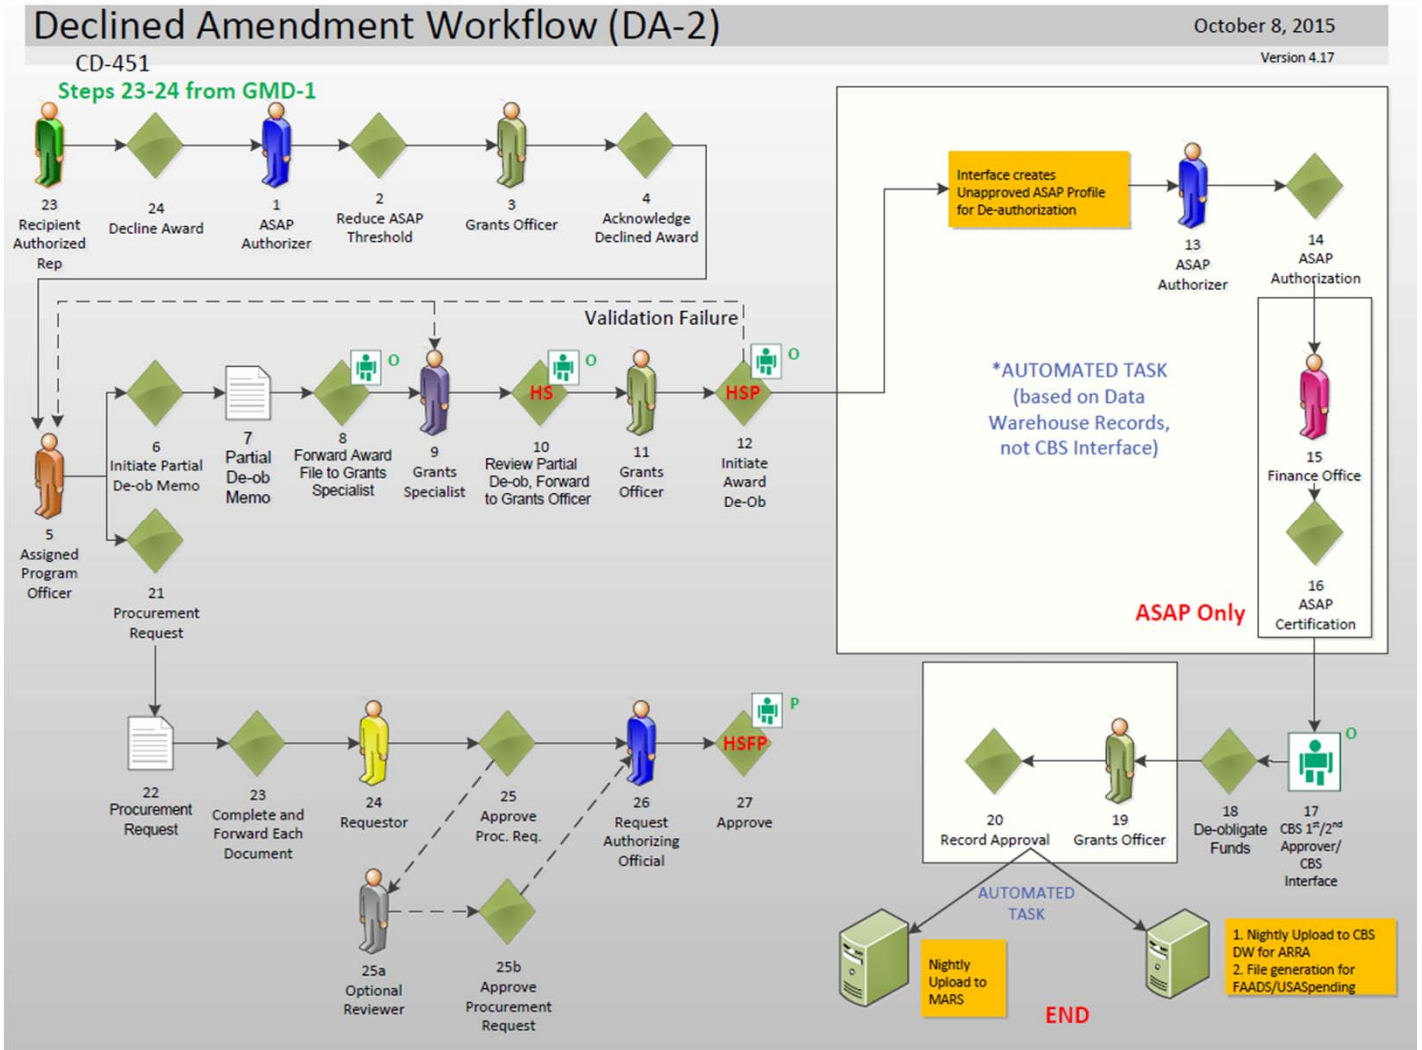 Declined Amendment Workflow (DA-2)
October 8, 2015
CD-451
Version 4.17
Steps 23-24 from GMD-1
23
Recipient
Authorized
Rep
24
Decline Award
1
ASAP
Authorizer
2
Reduce ASAP
Threshold
3
Grants Officer
4
Acknowledge
Declined Award
Interface creates
Unapproved ASAP Profile
for De-authorization
13
ASAP
Authorizer
14
ASAP
Authorization
Validation Failure
O
O
HS
O
HSP
5
Assigned
Program
Officer
6
Initiate Partial
De-ob Memo
7
Partial
De-ob
Memo
8
Forward Award
File to Grants
Specialist
9
Grants
Specialist
10
Review Partial
De-ob, Forward
to Grants Officer
11
Grants
Officer
12
Initiate
Award
De-Ob
*AUTOMATED TASK
(based on Data
Warehouse Records,
not CBS Interface)
15
Finance Office
16
ASAP
Certification
ASAP Only
21
Procurement
Request
22
Procurement
Request
23
Complete and
Forward Each
Document
24
Requestor
25
Approve
Proc. Req.
26
Request
Authorizing
Official
P
HSFP
27
Approve
25a
Optional
Reviewer
25b
Approve
Procurement
Request
O
17
CBS 1st/2nd
Approver/
CBS
Interface
18
De-obligate
Funds
19
Grants Officer
20
Record Approval
AUTOMATED
TASK
Nightly
Upload to
MARS
1. Nightly Upload to CBS
DW for ARRA
2. File generation for
FAADS/USASpending
END